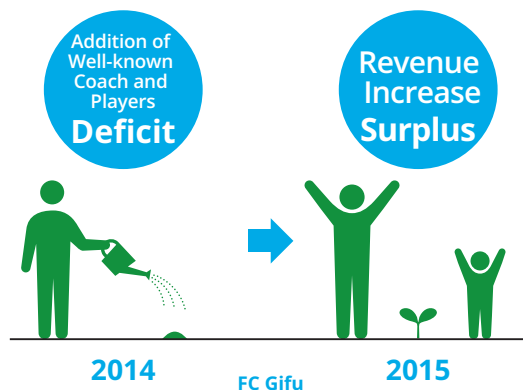 Addition of
Well-known
Coach and
Players
Deficit
Revenue
Increase
Surplus
2014
FC Gifu
2015